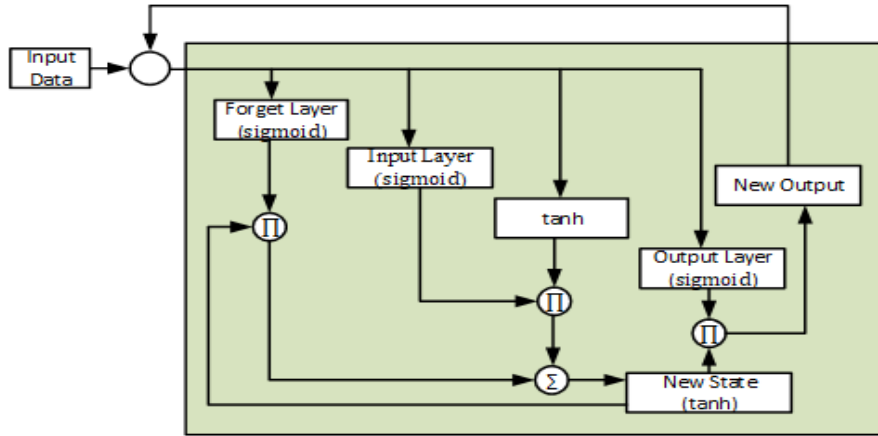 Input
Data
Forget Layer
(sigmoid)
Input Layer
(sigmoid)
New Output
tanh
∏
Output Layer
(sigmoid)
∏
∏
Σ
New State
(tanh)